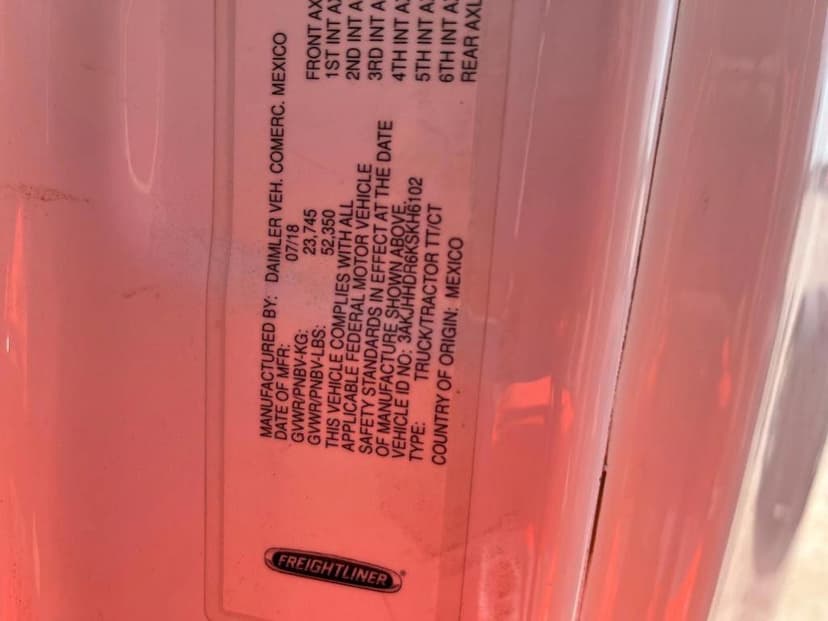 MANUFACTURED BY: DAIMLER VEH. COMERC. MEXICO
DATE OF MFR: 07/18
GVWR/PNBV-KG: 23,745
GVWR/PNBV-LBS: 52,350
THIS VEHICLE COMPLIES WITH ALL
APPLICABLE FEDERAL MOTOR VEHICLE
SAFETY STANDARDS IN EFFECT AT THE DATE
OF MANUFACTURE SHOWN ABOVE.
VEHICLE ID NO: 3AKJHHDR6KSKH6102
TYPE: TRUCK/TRACTOR TT/CT
COUNTRY OF ORIGIN: MEXICO
FRONT AX
1ST INT AX
2ND INT A
3RD INT A
4TH INT A
5TH INT A
6TH INT A
REAR AXL
FREIGHTLINER